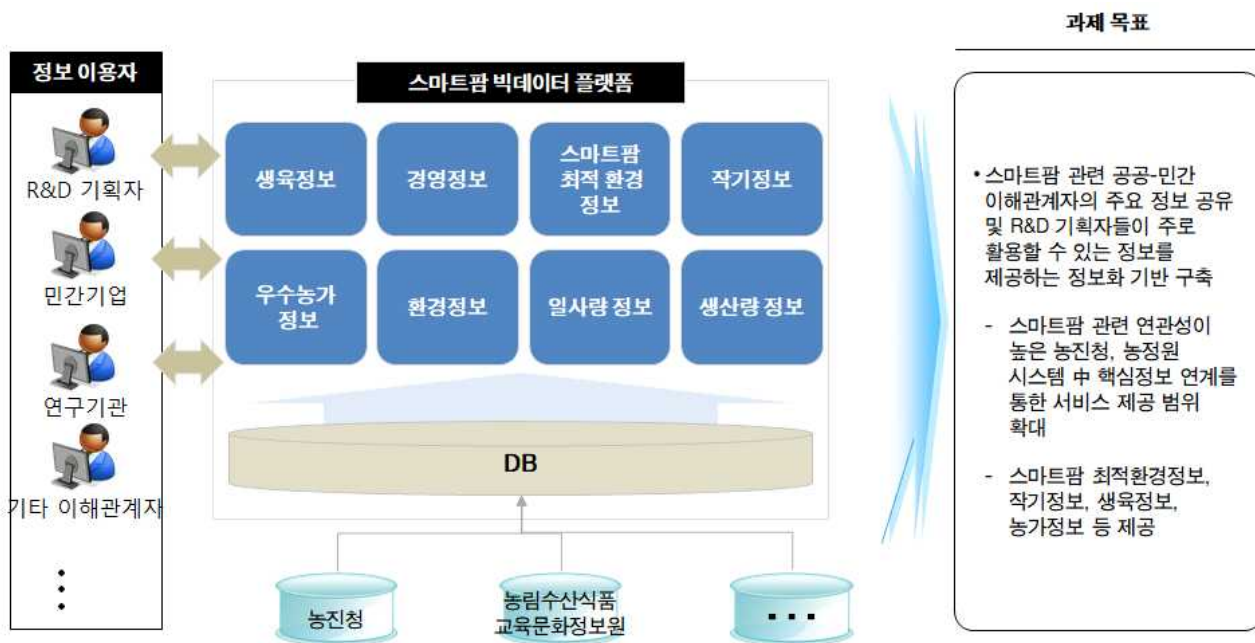 과제 목표
정보 이용자
R&D 기획자
민간기업
연구기관
기타 이해관계자
스마트팜 빅데이터 플랫폼
생육정보
경영정보
스마트팜
최적 환경
정보
작기정보
우수농가
정보
환경정보
일사량 정보
생산량 정보
DB
농진청
농림수산식품
교육문화정보원
• 스마트팜 관련 공공-민간
이해관계자의 주요 정보 공유
및 R&D 기획자들이 주로
활용할 수 있는 정보를
제공하는 정보화 기반 구축
- 스마트팜 관련 연관성이
높은 농진청, 농정원
시스템 中 핵심정보 연계를
통한 서비스 제공 범위
확대
- 스마트팜 최적환경정보,
작기정보, 생육정보,
농가정보 등 제공